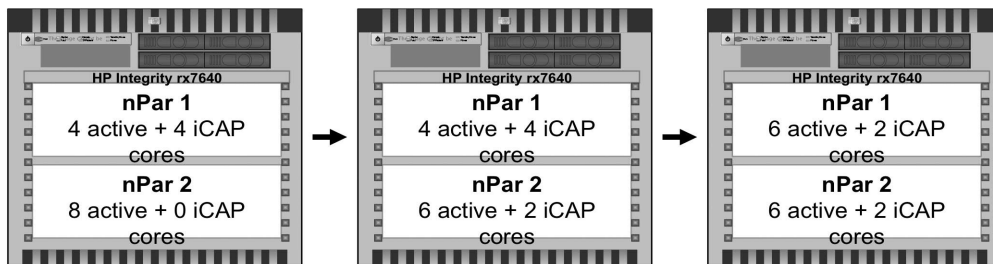 HP Integrity rx7640
nPar 1
4 active + 4 iCAP
cores
nPar 2
8 active + 0 iCAP
cores
HP Integrity rx7640
nPar 1
4 active + 4 iCAP
cores
nPar 2
6 active + 2 iCAP
cores
HP Integrity rx7640
nPar 1
6 active + 2 iCAP
cores
nPar 2
6 active + 2 iCAP
cores